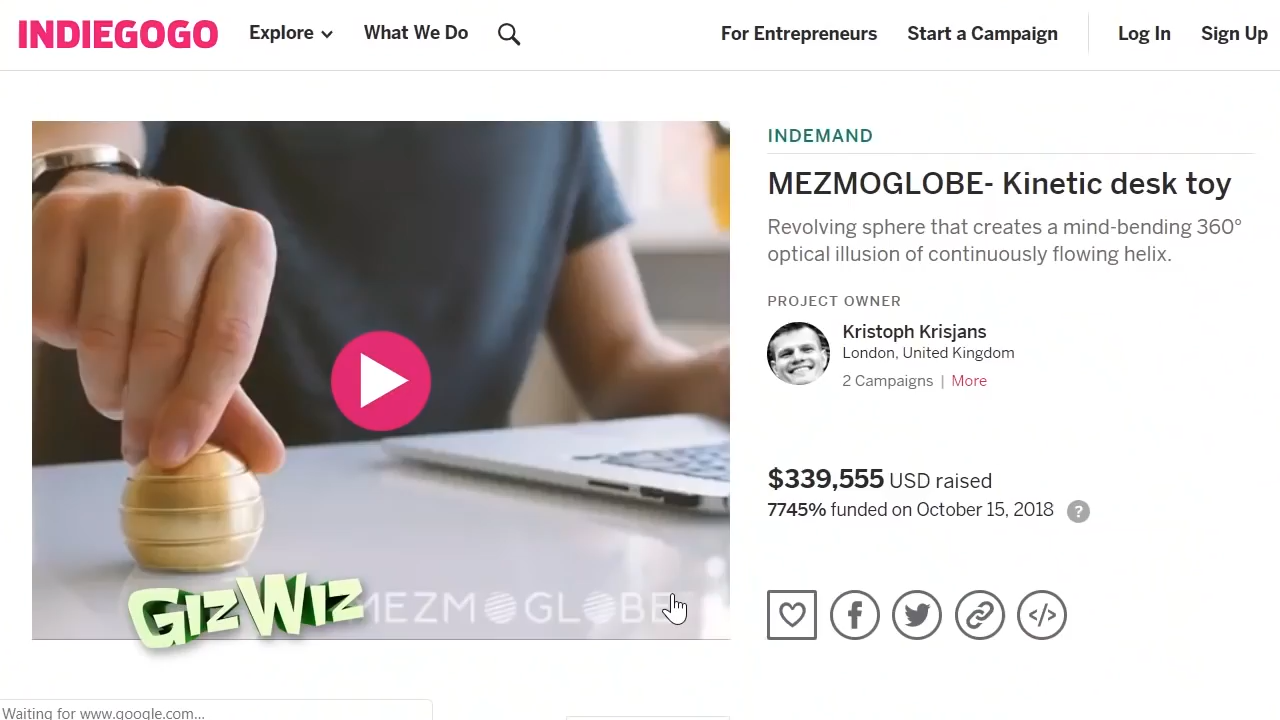 INDIEGOGO Explore What We Do For Entrepreneurs Start a Campaign Log In Sign Up
INDEMAND
MEZMOGLOBE- Kinetic desk toy
Revolving sphere that creates a mind-bending 360°
optical illusion of continuously flowing helix.
PROJECT OWNER
Kristoph Krisjans
London, United Kingdom
2 Campaigns | More
$339,555 USD raised
7745% funded on October 15, 2018 ?
GIZWIZ
MEZMOGLOBE
Waiting for www.google.com...